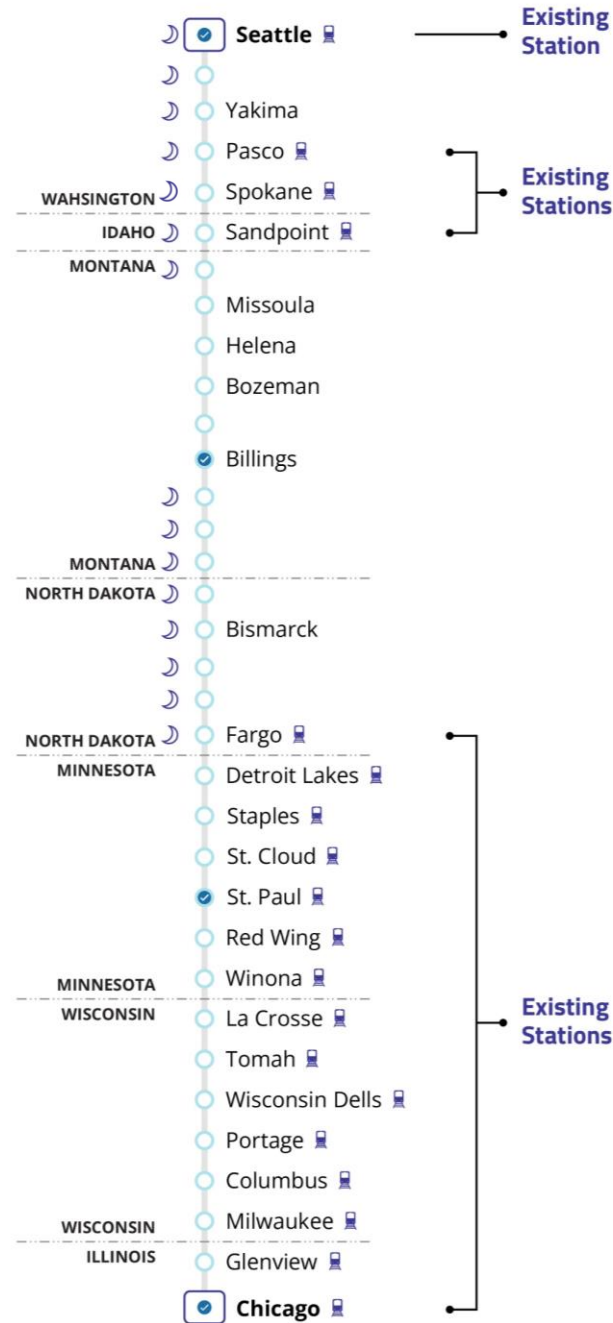 Seattle
Existing
Station
Yakima
Pasco
Existing
Stations
WAHSINGTON
Spokane
IDAHO
Sandpoint
MONTANA
Missoula
Helena
Bozeman
Billings
MONTANA
NORTH DAKOTA
Bismarck
NORTH DAKOTA
Fargo
MINNESOTA
Detroit Lakes
Staples
St. Cloud
St. Paul
Red Wing
MINNESOTA
Winona
WISCONSIN
La Crosse
Existing
Stations
Tomah
Wisconsin Dells
Portage
Columbus
WISCONSIN
Milwaukee
ILLINOIS
Glenview
Chicago